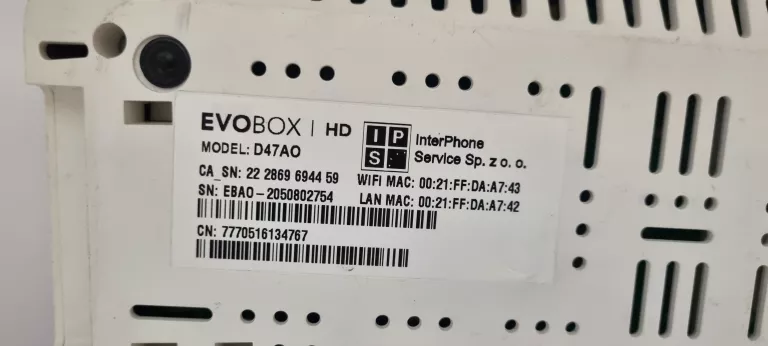 EVOBOX | HD
MODEL: D47AO
IPS
InterPhone
Service Sp. z o. o.
CA_SN: 22 2869 6944 59
WIFI MAC: 00:21:FF:DA:A7:43
SN: EBAO-2050802754
LAN MAC: 00:21:FF:DA:A7:42
CN: 7770516134767